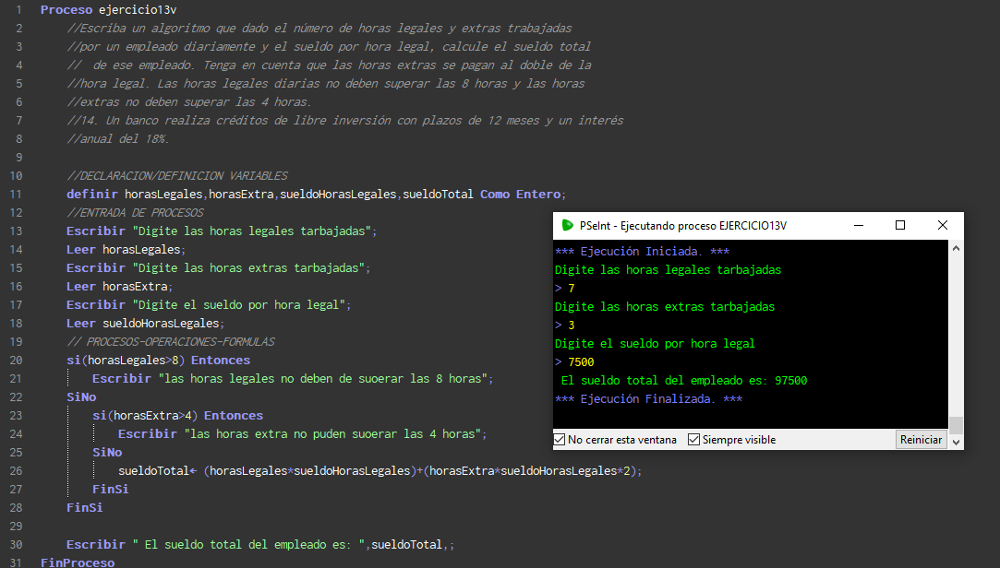 1 Proceso ejercicio13v
2 //Escriba un algoritmo que dado el número de horas legales y extras trabajadas
3 //por un empleado diariamente y el sueldo por hora legal, calcule el sueldo total
4 //  de ese empleado. Tenga en cuenta que las horas extras se pagan al doble de la
5 //hora legal. Las horas legales diarias no deben superar las 8 horas y las horas
6 //extras no deben superar las 4 horas.
7 //14. Un banco realiza créditos de libre inversión con plazos de 12 meses y un interés
8 //anual del 18%.
9
10 //DECLARACION/DEFINICION VARIABLES
11 definir horasLegales,horasExtra,sueldoHorasLegales,sueldoTotal Como Entero;
12 //ENTRADA DE PROCESOS
13 Escribir "Digite las horas legales tarbajadas";
14 Leer horasLegales;
15 Escribir "Digite las horas extras tarbajadas";
16 Leer horasExtra;
17 Escribir "Digite el sueldo por hora legal";
18 Leer sueldoHorasLegales;
19 // PROCESOS-OPERACIONES-FORMULAS
20 si(horasLegales>8) Entonces
21 Escribir "las horas legales no deben de suoerar las 8 horas";
22 SiNo
23 si(horasExtra>4) Entonces
24 Escribir "las horas extra no puden suoerar las 4 horas";
25 SiNo
26 sueldoTotal← (horasLegales*sueldoHorasLegales)+(horasExtra*sueldoHorasLegales*2);
27 FinSi
28 FinSi
29
30 Escribir " El sueldo total del empleado es: ",sueldoTotal,;
31 FinProceso
PSeInt - Ejecutando proceso EJERCICIO13V
*** Ejecución Iniciada. ***
Digite las horas legales tarbajadas
> 7
Digite las horas extras tarbajadas
> 3
Digite el sueldo por hora legal
> 7500
El sueldo total del empleado es: 97500
*** Ejecución Finalizada. ***
No cerrar esta ventana Siempre visible Reiniciar